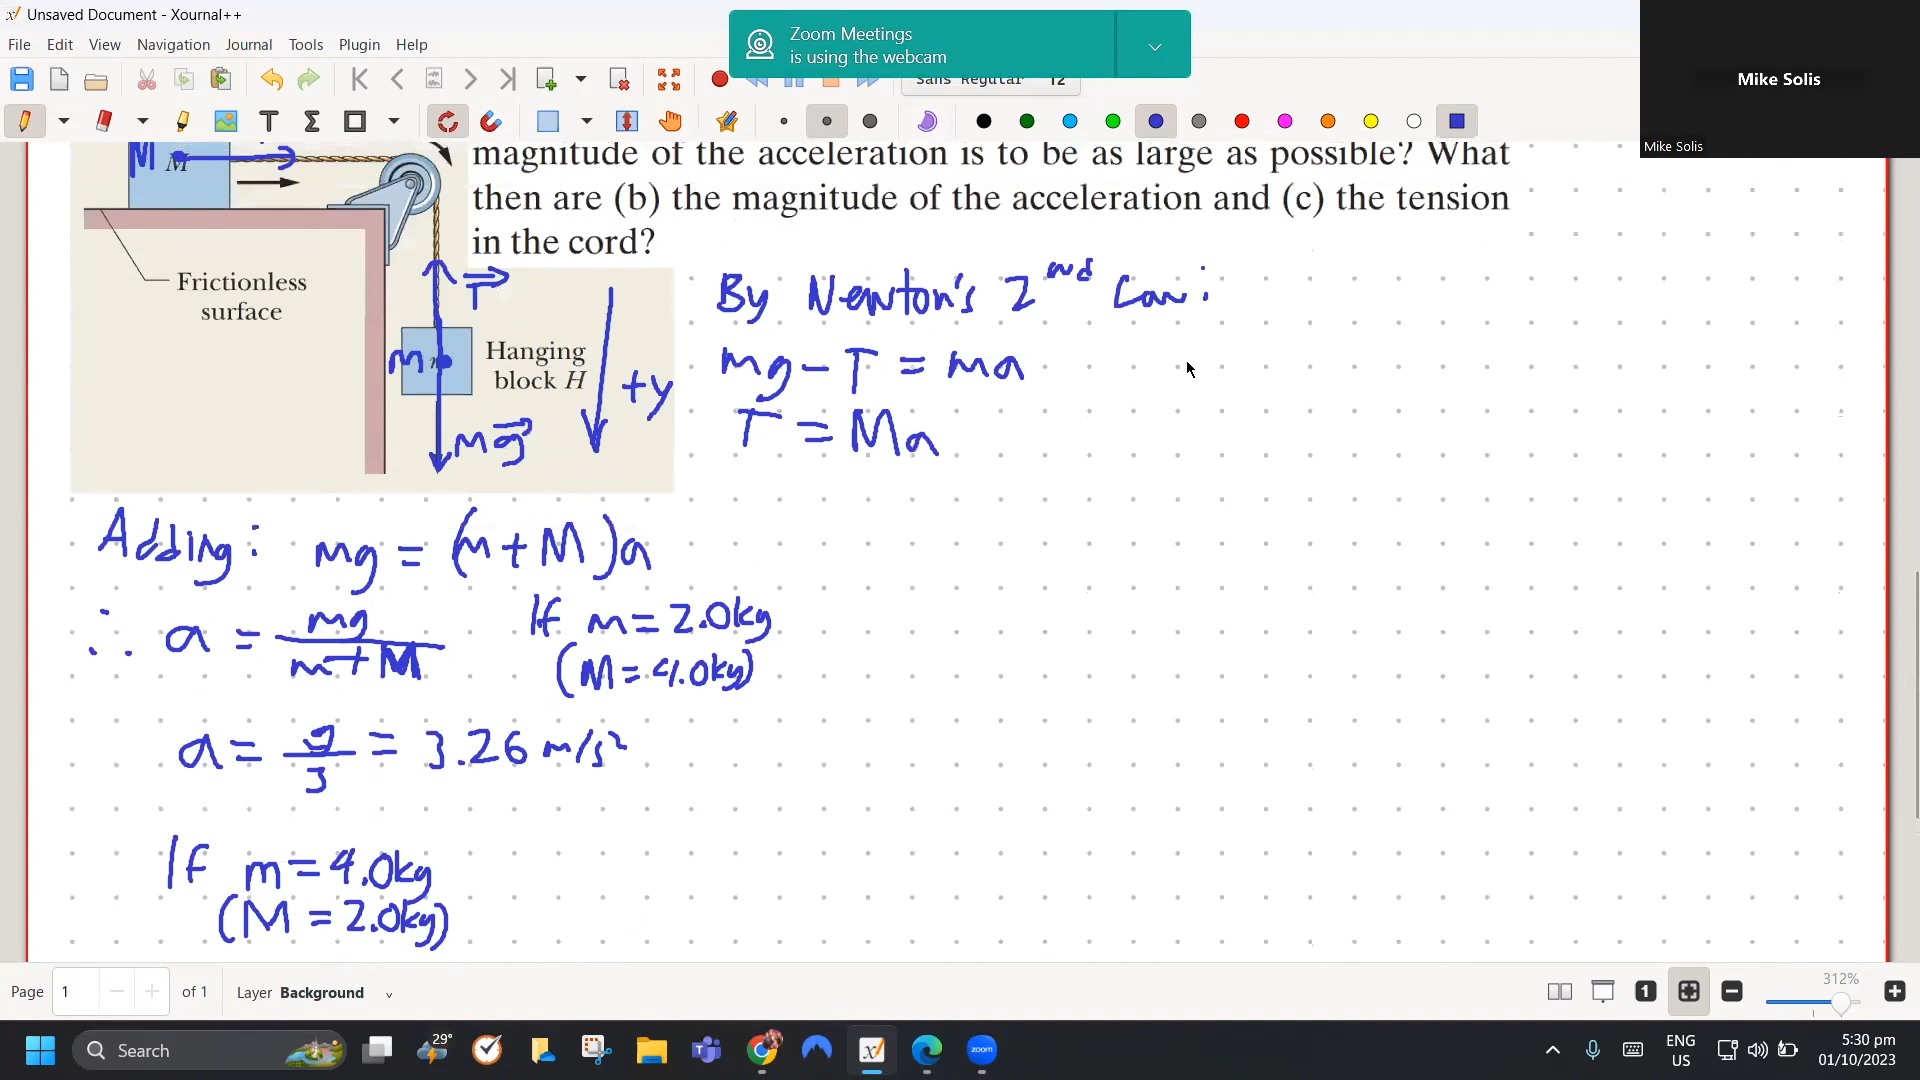 Unsaved Document - Xournal++
File Edit View Navigation Journal Tools Plugin Help
Zoom Meetings
is using the webcam
Sans Regular 12
Mike Solis
Mike Solis
M
M
magnitude of the acceleration is to be as large as possible? What
then are (b) the magnitude of the acceleration and (c) the tension
in the cord?
Frictionless
surface
T
m
Hanging
block H
+y
mg
By Newton's 2nd Law:
mg - T = ma
T = Ma
Adding: mg = (m + M)a
∴ a = mg / m + M
If m = 2.0kg
(M = 4.0kg)
a = g / 3 = 3.26 m/s²
If m = 4.0kg
(M = 2.0kg)
Page 1 of 1 Layer Background
312%
Search
29°
zoom
ENG
US
5:30 pm
01/10/2023